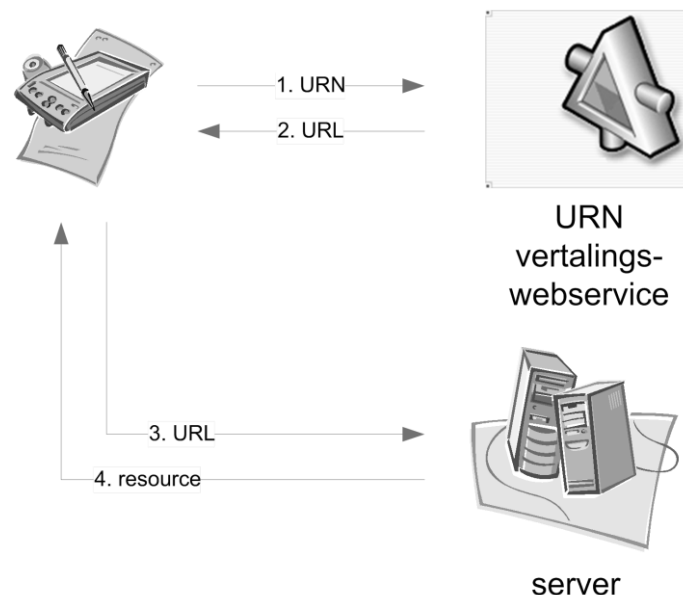 1. URN
2. URL
URN
vertalings-
webservice
3. URL
4. resource
server